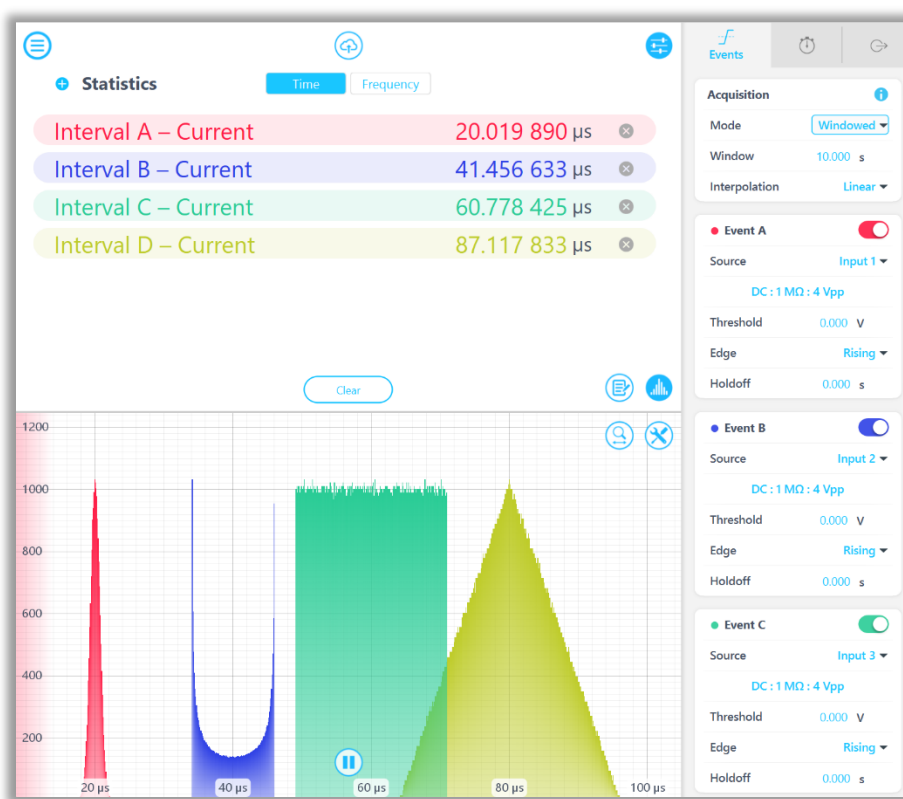 Statistics
Time Frequency
Interval A – Current 20.019 890 µs
Interval B – Current 41.456 633 µs
Interval C – Current 60.778 425 µs
Interval D – Current 87.117 833 µs
Clear
1200
1000
800
600
400
200
20 µs 40 µs 60 µs 80 µs 100 µs
Events
Acquisition
Mode Windowed
Window 10.000 s
Interpolation Linear
Event A
Source Input 1
DC : 1 MΩ : 4 Vpp
Threshold 0.000 V
Edge Rising
Holdoff 0.000 s
Event B
Source Input 2
DC : 1 MΩ : 4 Vpp
Threshold 0.000 V
Edge Rising
Holdoff 0.000 s
Event C
Source Input 3
DC : 1 MΩ : 4 Vpp
Threshold 0.000 V
Edge Rising
Holdoff 0.000 s